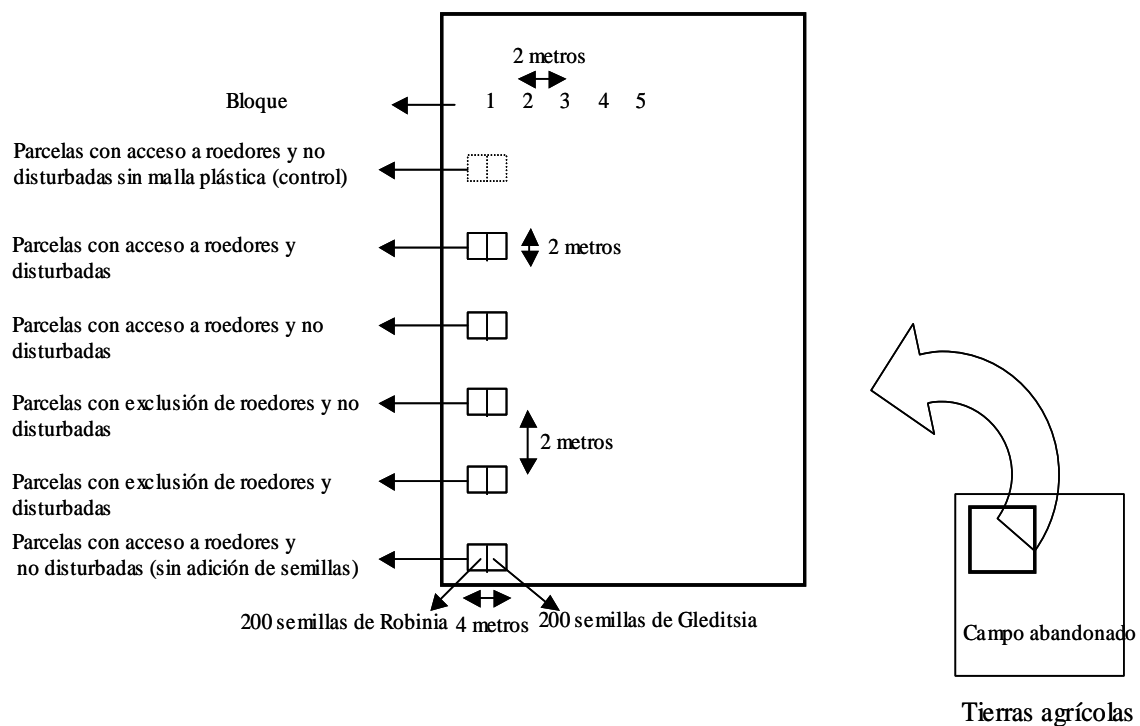 2 metros
Bloque
1 2 3 4 5
Parcelas con acceso a roedores y no
disturbadas sin malla plástica (control)
Parcelas con acceso a roedores y
disturbadas
2 metros
Parcelas con acceso a roedores y no
disturbadas
Parcelas con exclusión de roedores y no
disturbadas
2 metros
Parcelas con exclusión de roedores y
disturbadas
Parcelas con acceso a roedores y
no disturbadas (sin adición de semillas)
200 semillas de Robinia
4 metros
200 semillas de Gleditsia
Campo abandonado
Tierras agrícolas